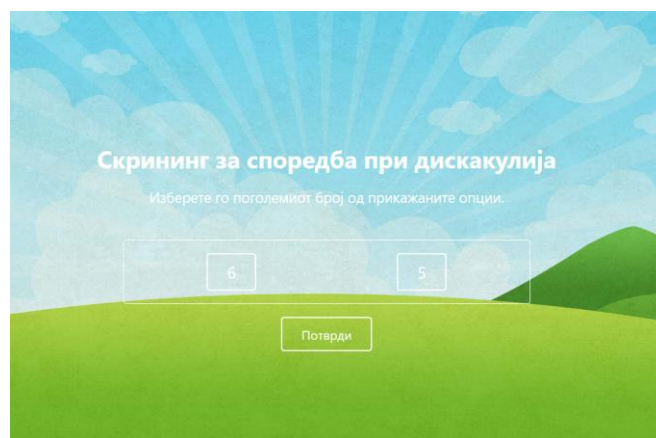 Скрининг за споредба при дискакулија
Изберете го поголемиот број од прикажаните опции.
6 5
Потврди